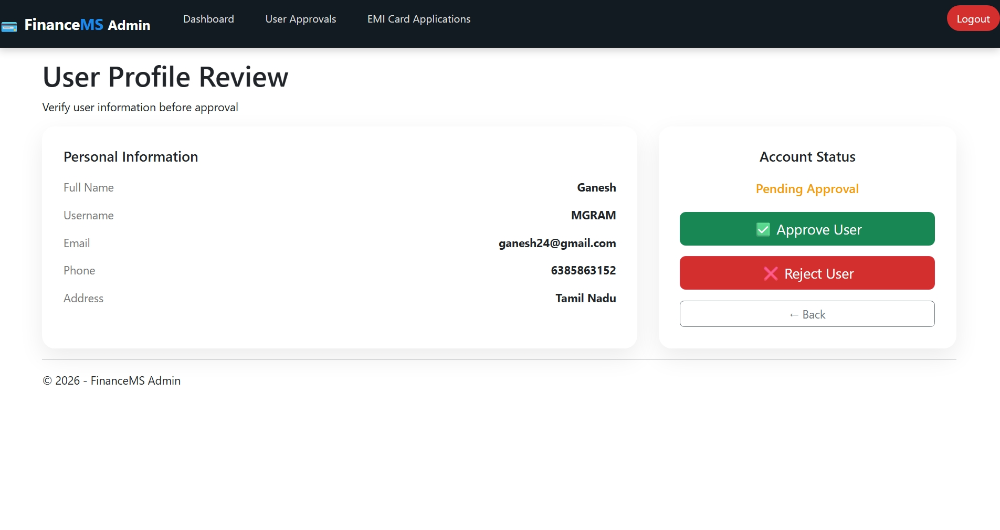 FinanceMS Admin
Dashboard
User Approvals
EMI Card Applications
Logout
User Profile Review
Verify user information before approval
Personal Information
Full Name Ganesh
Username MGRAM
Email ganesh24@gmail.com
Phone 6385863152
Address Tamil Nadu
Account Status
Pending Approval
✅ Approve User
❌ Reject User
← Back
© 2026 - FinanceMS Admin